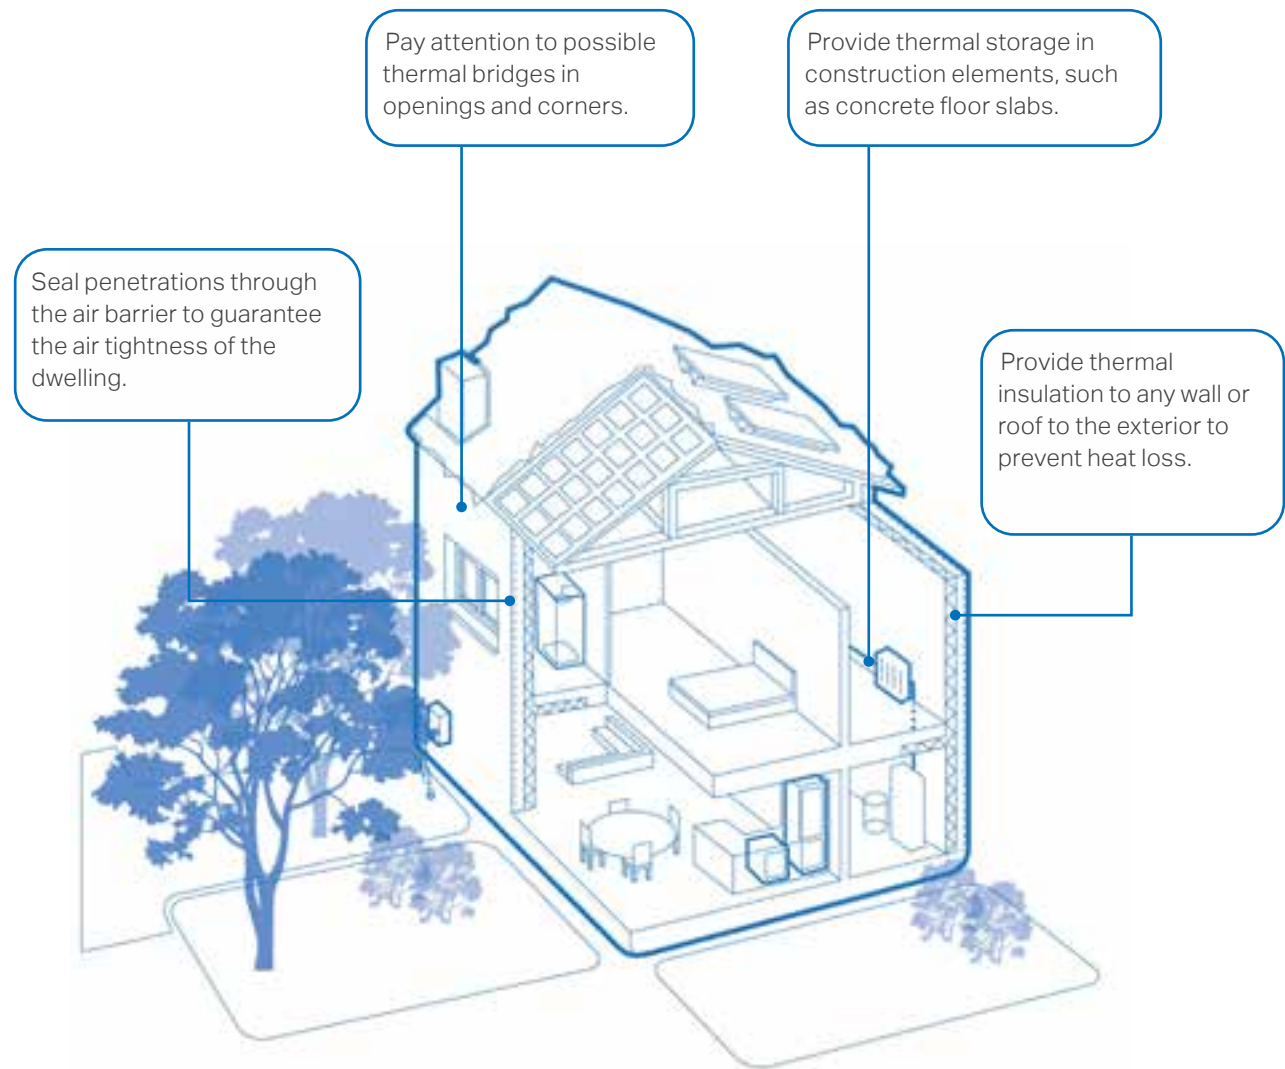 Pay attention to possible
thermal bridges in
openings and corners.
Provide thermal storage in
construction elements, such
as concrete floor slabs.
Seal penetrations through
the air barrier to guarantee
the air tightness of the
dwelling.
Provide thermal
insulation to any wall or
roof to the exterior to
prevent heat loss.